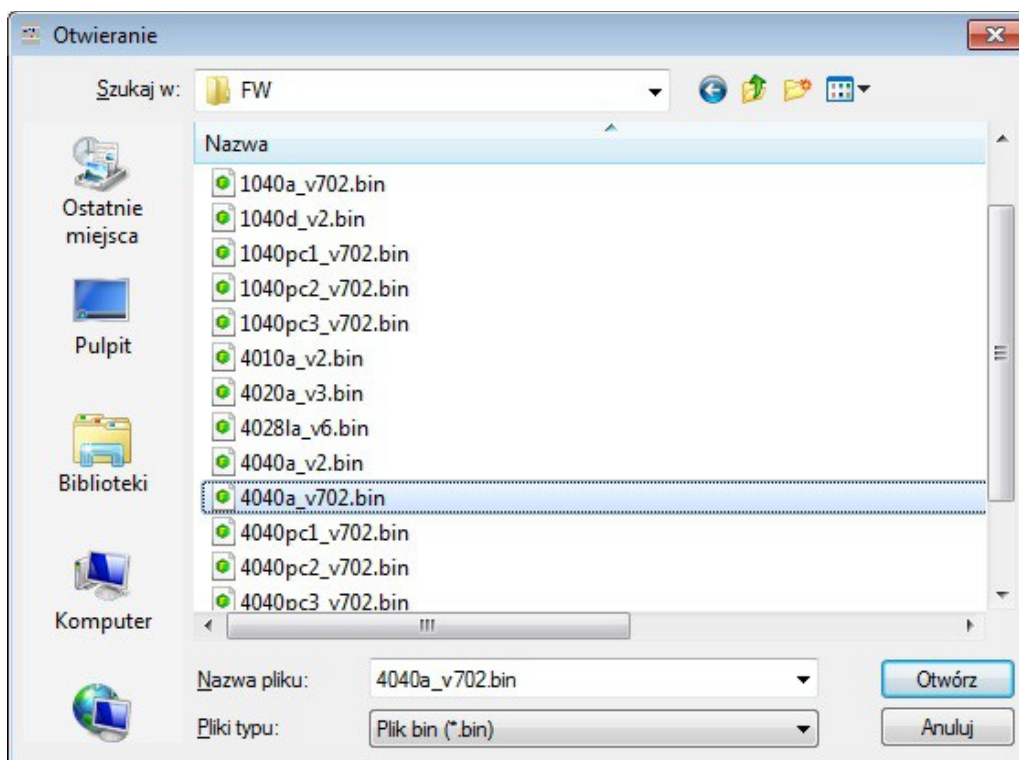 Otwieranie
Szukaj w:
FW
Nazwa
1040a_v702.bin
1040d_v2.bin
1040pc1_v702.bin
1040pc2_v702.bin
1040pc3_v702.bin
4010a_v2.bin
4020a_v3.bin
4028la_v6.bin
4040a_v2.bin
4040a_v702.bin
4040pc1_v702.bin
4040pc2_v702.bin
4040pc3_v702.bin
Ostatnie
miejsca
Pulpit
Biblioteki
Komputer
Nazwa pliku:
4040a_v702.bin
Otwórz
Pliki typu:
Plik bin (*.bin)
Anuluj